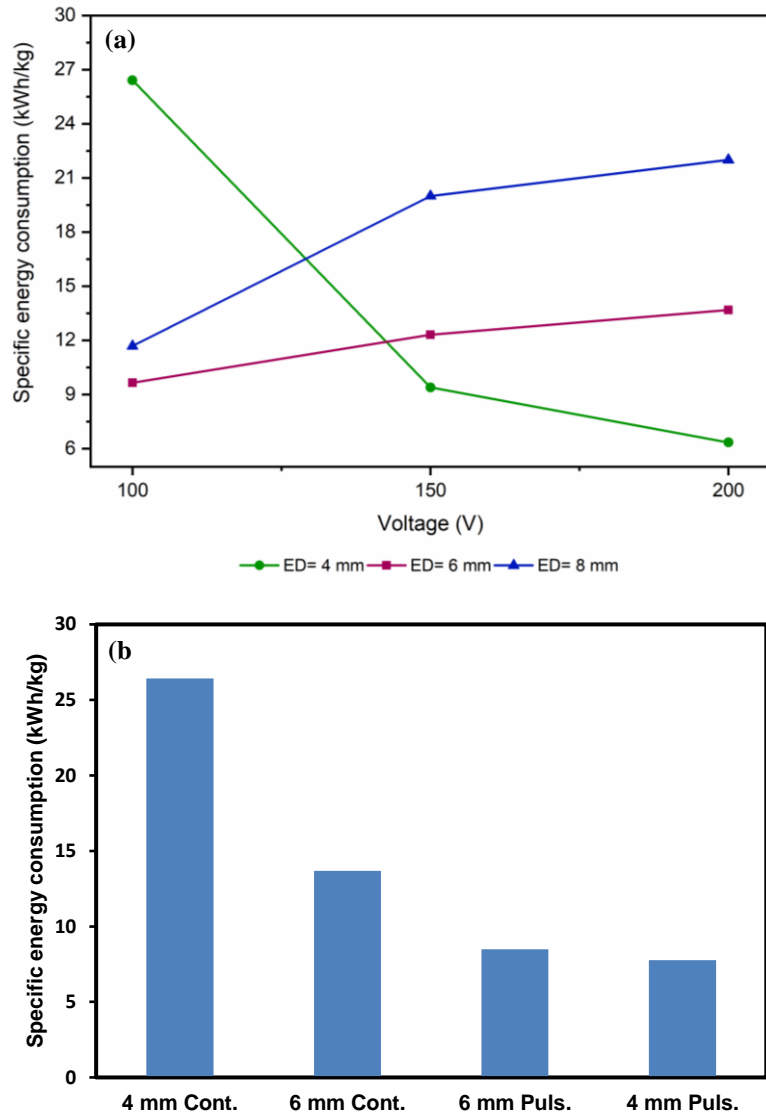 (a)
Specific energy consumption (kWh/kg)
30
27
24
21
18
15
12
9
6
100
150
200
Voltage (V)
ED= 4 mm
ED= 6 mm
ED= 8 mm
(b
Specific energy consumption (kWh/kg)
30
25
20
15
10
5
0
4 mm Cont.
6 mm Cont.
6 mm Puls.
4 mm Puls.